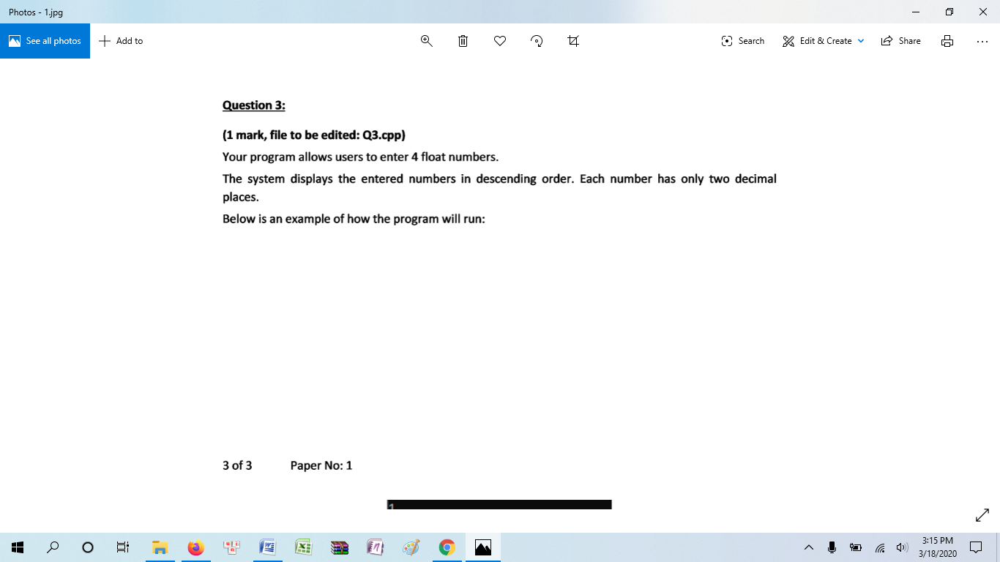 Photos - 1.jpg
See all photos
Add to
Search
Edit & Create
Share
Question 3:
(1 mark, file to be edited: Q3.cpp)
Your program allows users to enter 4 float numbers.
The system displays the entered numbers in descending order. Each number has only two decimal
places.
Below is an example of how the program will run:
3 of 3 Paper No: 1
1
3:15 PM
3/18/2020